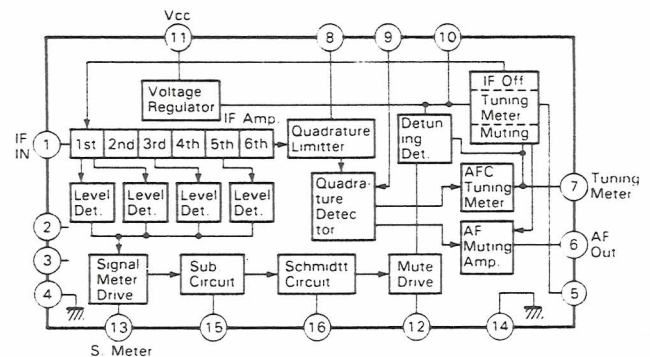 Vcc
11
8
9
10
Voltage
Regulator
IF Off
Tuning
Meter
Muting
IF Amp.
IF
IN
1
1st
2nd
3rd
4th
5th
6th
Quadrature
Limitter
Detun
ing
Det.
Level
Det.
Level
Det.
Level
Det.
Level
Det.
Quadra-
ture
Detec
tor
AFC
Tuning
Meter
7
Tuning
Meter
2
AF
Muting
Amp.
6
AF
Out
3
Signal
Meter
Drive
Sub
Circuit
Schmidtt
Circuit
Mute
Drive
4
5
13
15
16
12
14
S. Meter